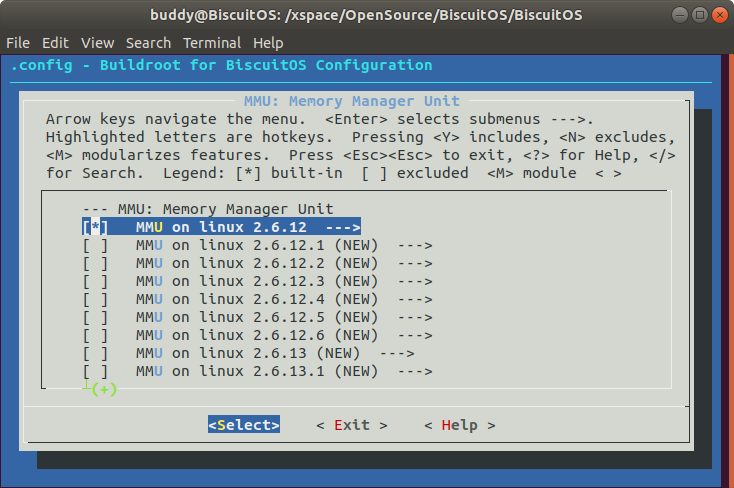 buddy@BiscuitOS: /xspace/OpenSource/BiscuitOS/BiscuitOS
File Edit View Search Terminal Help
.config - Buildroot for BiscuitOS Configuration
MMU: Memory Manager Unit
Arrow keys navigate the menu.  <Enter> selects submenus --->.
Highlighted letters are hotkeys.  Pressing <Y> includes, <N> excludes,
<M> modularizes features.  Press <Esc><Esc> to exit, <?> for Help, </>
for Search.  Legend: [*] built-in  [ ] excluded  <M> module  < >
--- MMU: Memory Manager Unit
[*]   MMU on linux 2.6.12  --->
[ ]   MMU on linux 2.6.12.1 (NEW)  --->
[ ]   MMU on linux 2.6.12.2 (NEW)  --->
[ ]   MMU on linux 2.6.12.3 (NEW)  --->
[ ]   MMU on linux 2.6.12.4 (NEW)  --->
[ ]   MMU on linux 2.6.12.5 (NEW)  --->
[ ]   MMU on linux 2.6.12.6 (NEW)  --->
[ ]   MMU on linux 2.6.13 (NEW)  --->
[ ]   MMU on linux 2.6.13.1 (NEW)  --->
(+)
<Select>    < Exit >    < Help >